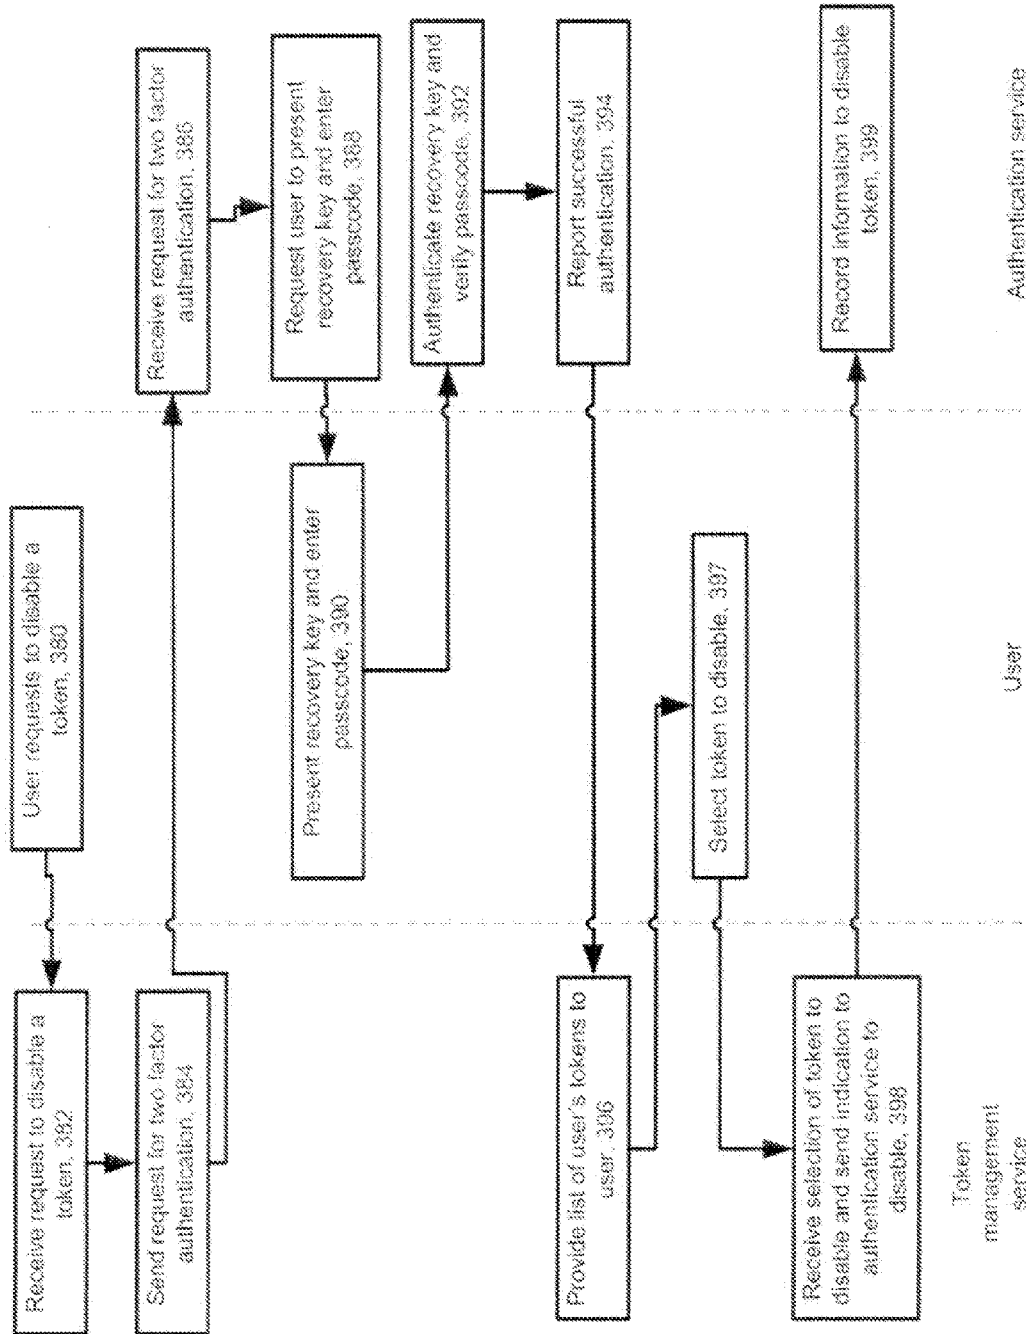 User requests to disable a
token, 380
Receive request to disable a
token, 382
Send request for two factor
authentication, 384
Receive request for two factor
authentication, 386
Request user to present
recovery key and enter
passcode, 388
Present recovery key and enter
passcode, 390
Authenticate recovery key and
verify passcode, 392
Report successful
authentication, 394
Provide list of user's tokens to
user, 396
Select token to disable, 397
Receive selection of token to
disable and send indication to
authentication service to
disable, 398
Record information to disable
token, 399
Token
management
service
User
Authentication service